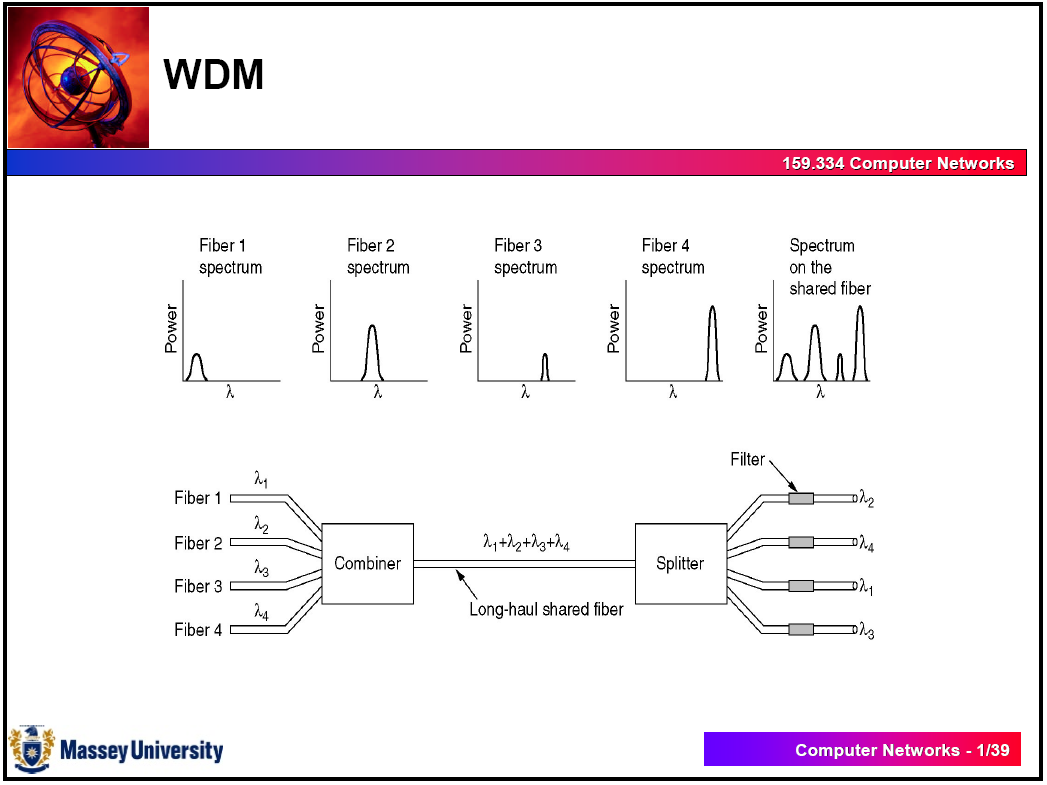 WDM
159.334 Computer Networks
Fiber 1
spectrum
Power
λ
Fiber 2
spectrum
Power
λ
Fiber 3
spectrum
Power
λ
Fiber 4
spectrum
Power
λ
Spectrum
on the
shared fiber
Power
λ
Fiber 1
λ1
Fiber 2
λ2
Fiber 3
λ3
Fiber 4
λ4
Combiner
λ1+λ2+λ3+λ4
Long-haul shared fiber
Splitter
Filter
λ2
λ4
λ1
λ3
Massey University
Computer Networks - 1/39